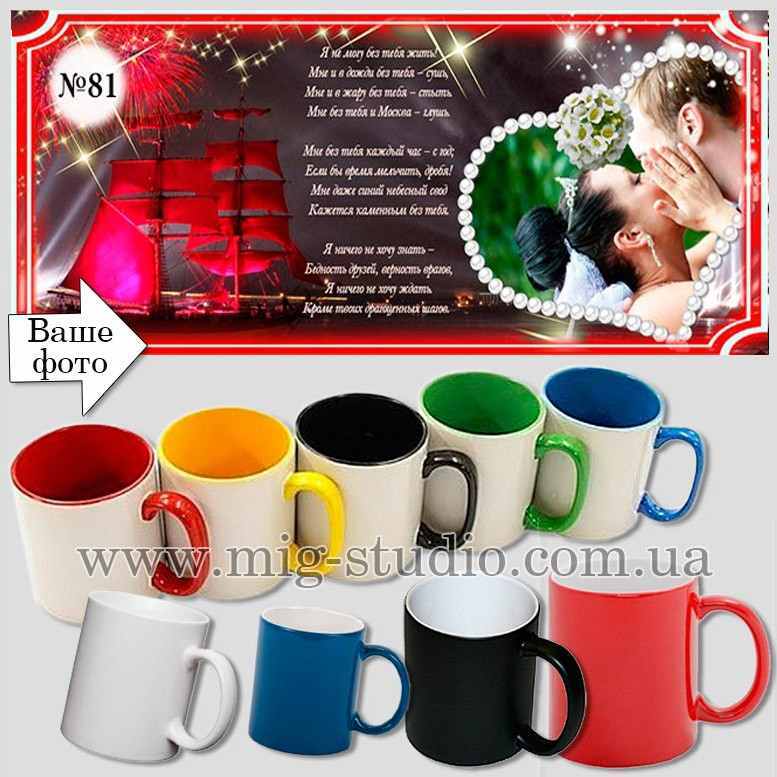 №81
Я не могу без тебя жить!
Мне и в дожди без тебя – сушь,
Мне и в жару без тебя – стыть.
Мне без тебя и Москва – глушь.
Мне без тебя каждый час – с год;
Если бы время мельчить, дробя!
Мне даже синий небесный свод
Кажется каменным без тебя.
Я ничего не хочу знать –
Бедность друзей, верность врагов,
Я ничего не хочу ждать.
Кроме твоих драгоценных шагов.
Ваше
фото
www.mig-studio.com.ua